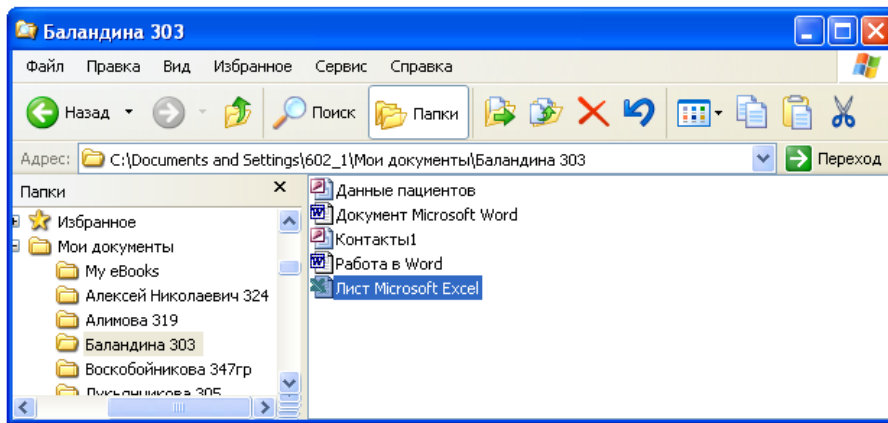 Баландина 303
Файл Правка Вид Избранное Сервис Справка
Назад Поиск Папки
Адрес: C:\Documents and Settings\602_1\Мои документы\Баландина 303 Переход
Папки
Избранное
Мои документы
My eBooks
Алексей Николаевич 324
Алимова 319
Баландина 303
Воскобойникова 347гр
Лукьянчикова 305
Данные пациентов
Документ Microsoft Word
Контакты1
Работа в Word
Лист Microsoft Excel